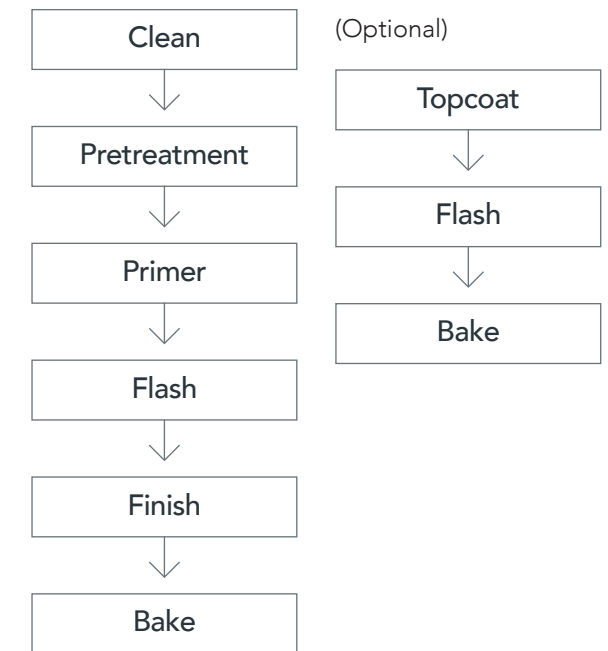 Clean
Pretreatment
Primer
Flash
Finish
Bake
(Optional)
Topcoat
Flash
Bake